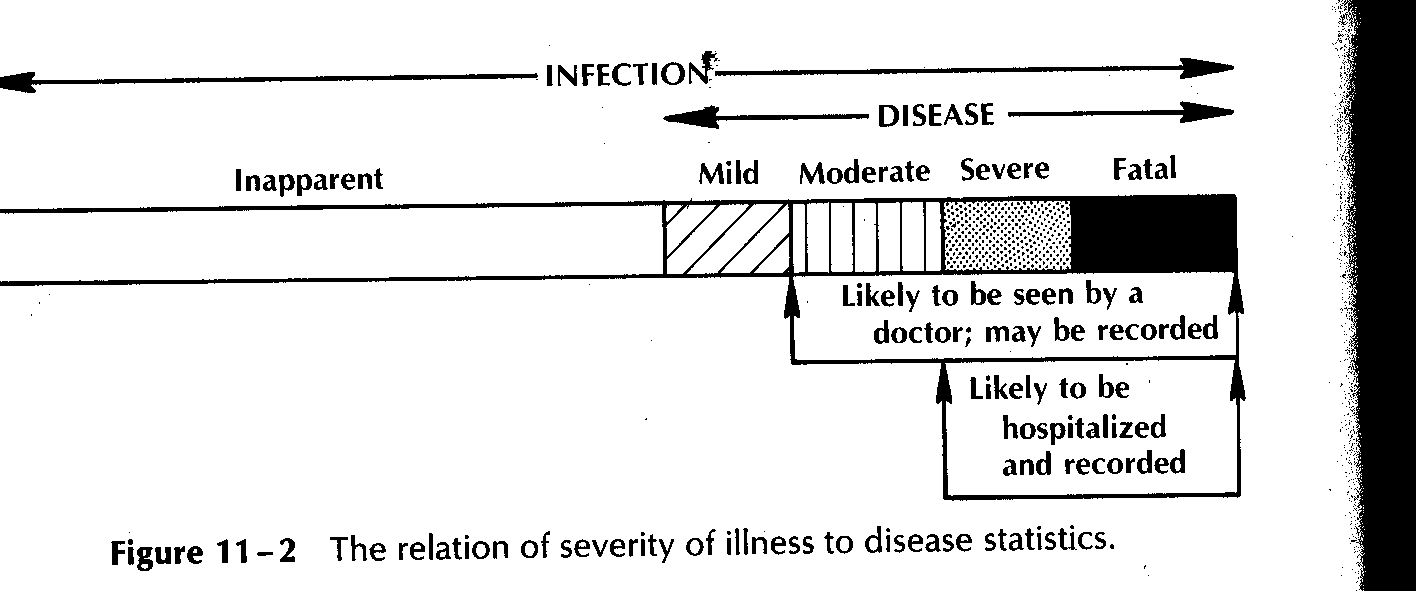 INFECTION
DISEASE
Inapparent
Mild Moderate Severe Fatal
Likely to be seen by a
doctor; may be recorded
Likely to be
hospitalized
and recorded
Figure 11–2 The relation of severity of illness to disease statistics.